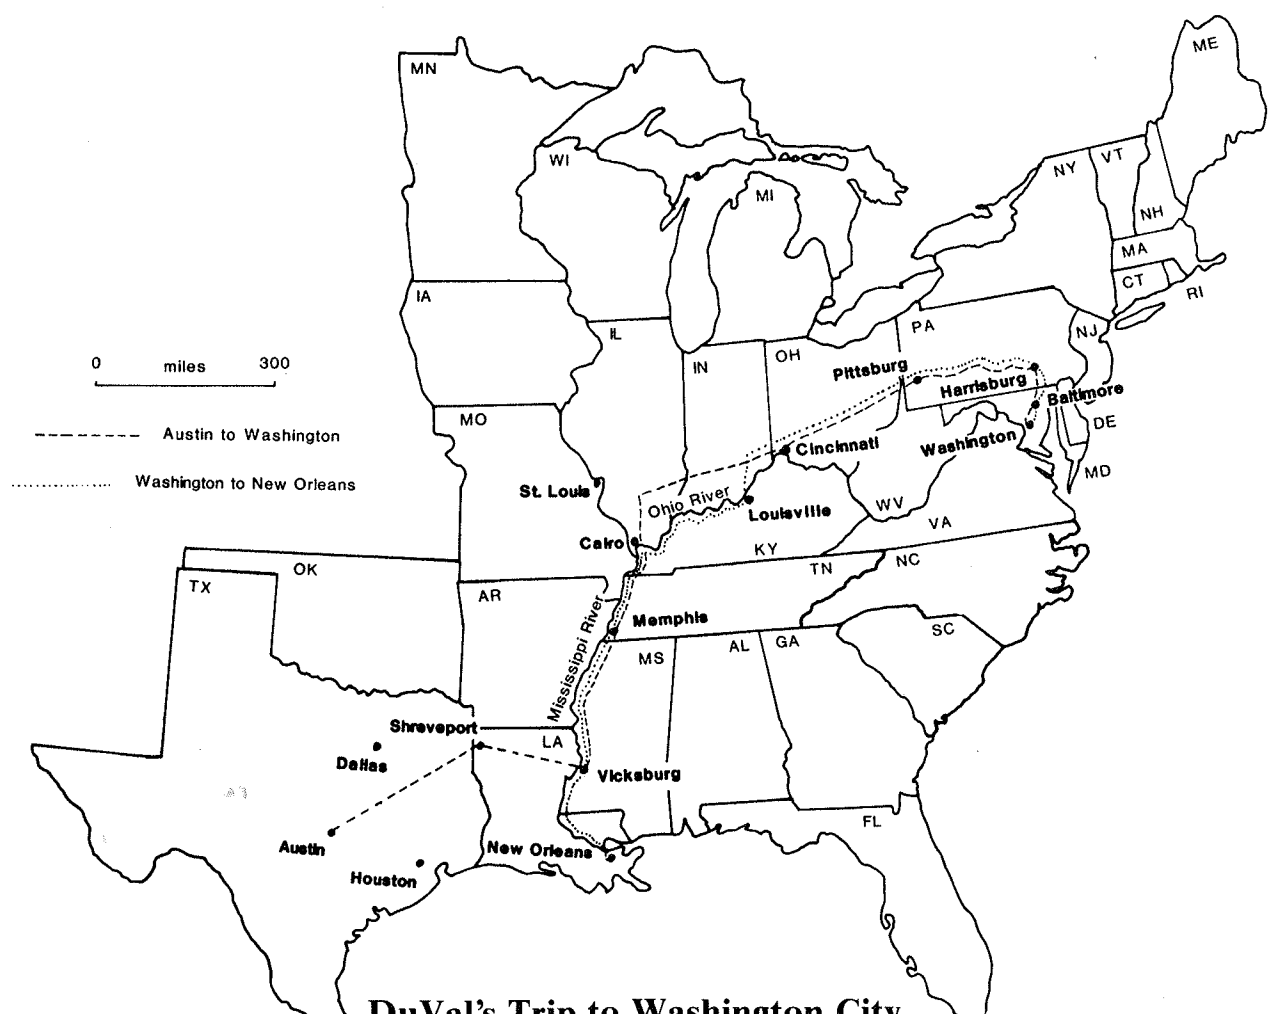 ME
MN
NY
VT
WI
MI
NH
MA
CT
RI
IA
IL
PA
NJ
IN
OH
Pittsburg
0 miles 300
Harrisburg
Baltimore
MO
DE
Austin to Washington
Cincinnati
Washington
MD
Washington to New Orleans
St. Louis
Ohio River
WV
Louisville
VA
Cairo
KY
OK
TN
NC
TX
AR
Memphis
SC
Mississippi River
MS
AL
GA
Shreveport
LA
Dallas
Vicksburg
FL
Austin
New Orleans
Houston
DuVal's Trip to Washington City